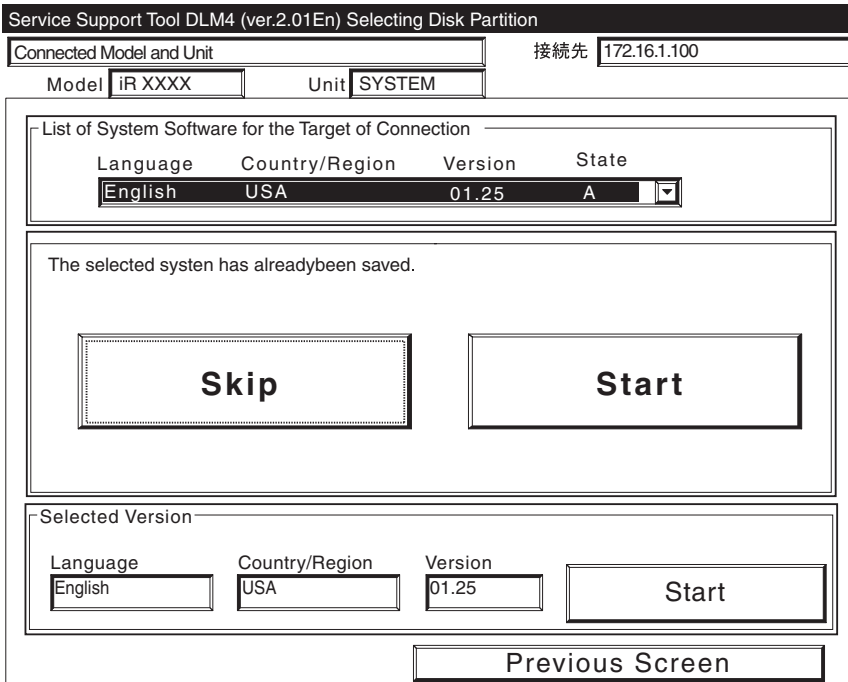 Service Support Tool DLM4 (ver.2.01En) Selecting Disk Partition
Connected Model and Unit
接続先 172.16.1.100
Model iR XXXX Unit SYSTEM
List of System Software for the Target of Connection
Language Country/Region Version State
English USA 01.25 A
The selected systen has alreadybeen saved.
Skip Start
Selected Version
Language Country/Region Version
English USA 01.25 Start
Previous Screen